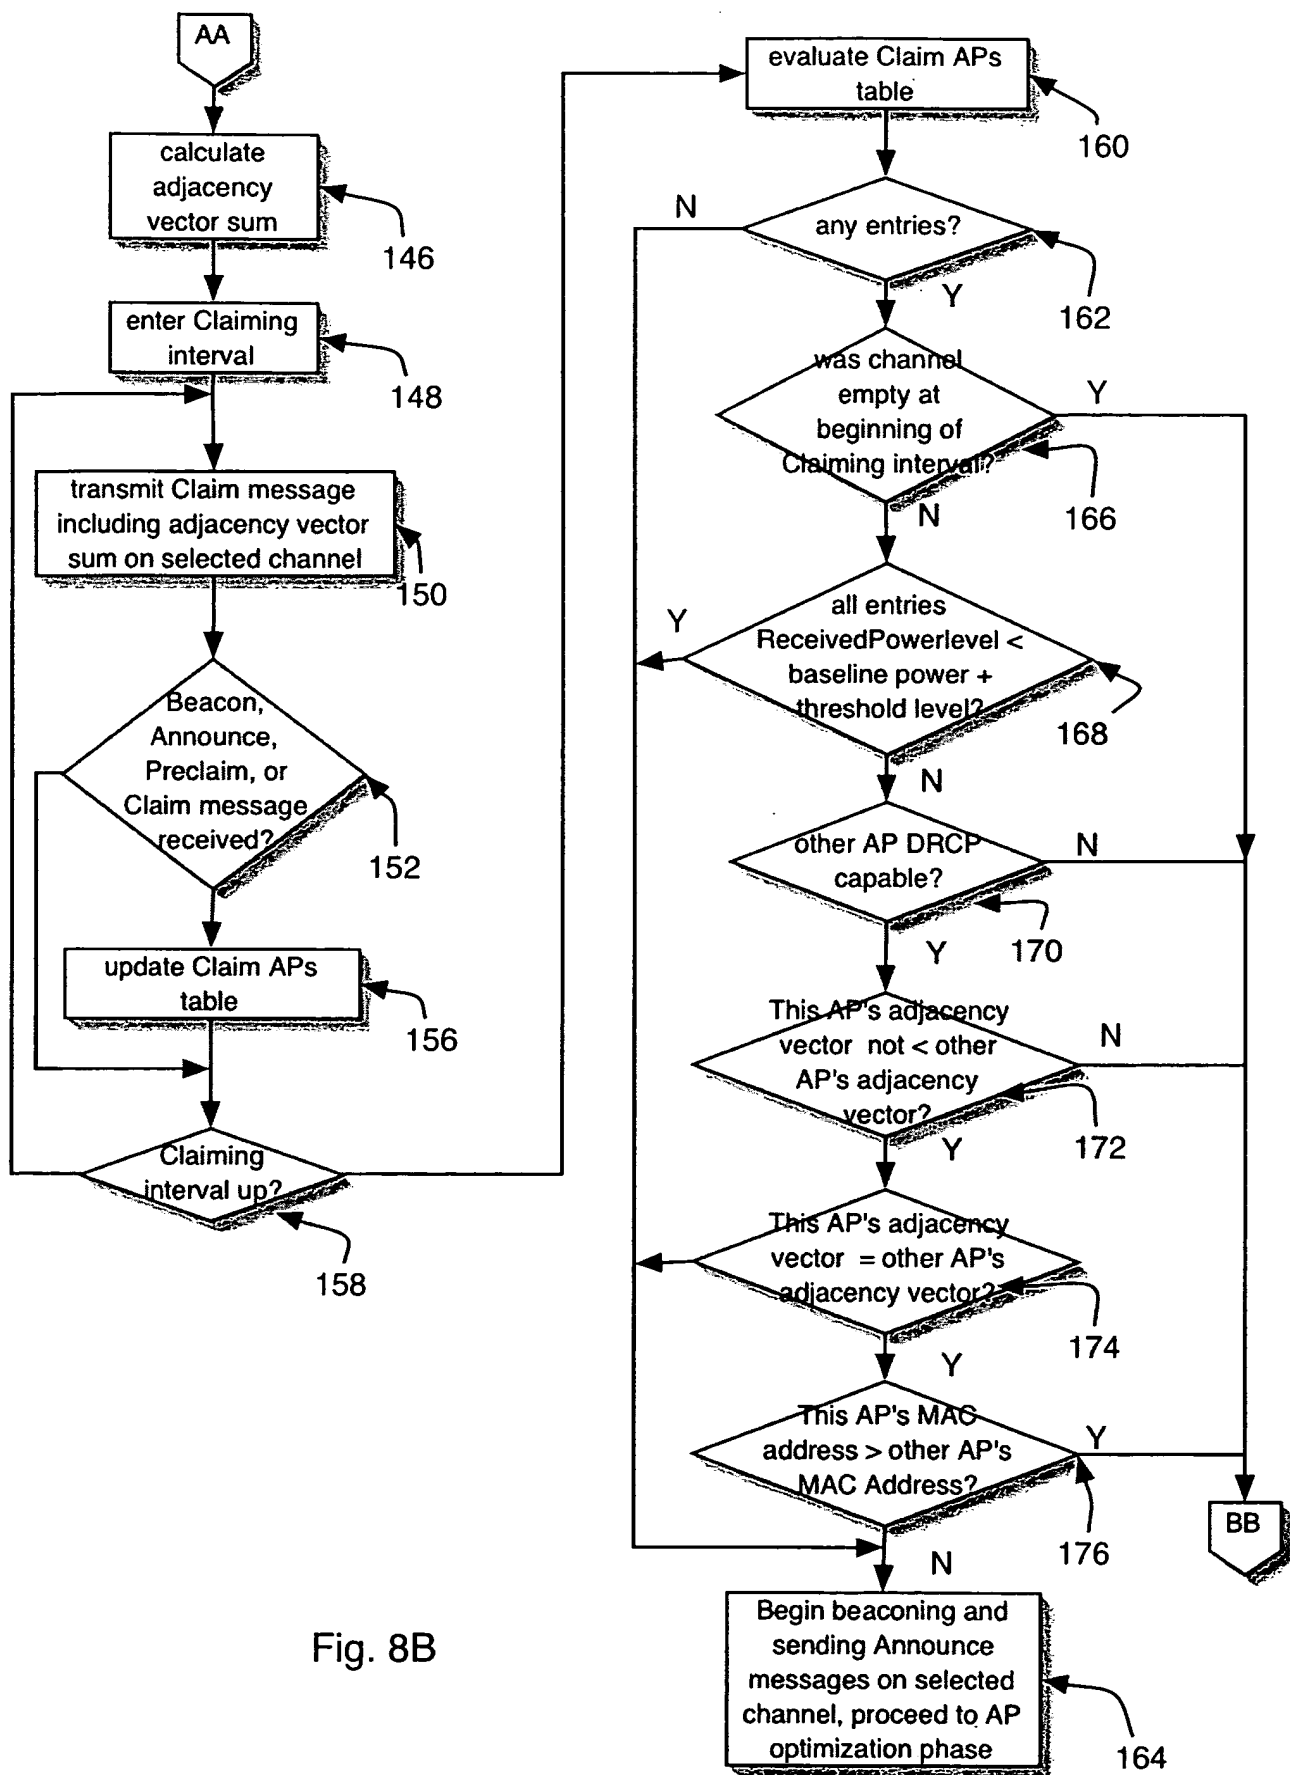 AA
calculate
adjacency
vector sum
146
enter Claiming
interval
148
transmit Claim message
including adjacency vector
sum on selected channel
150
Beacon,
Announce,
Preclaim, or
Claim message
received?
152
update Claim APs
table
156
Claiming
interval up?
158
evaluate Claim APs
table
160
any entries?
N
Y
162
was channel
empty at
beginning of
Claiming interval?
Y
N
166
all entries
ReceivedPowerlevel <
baseline power +
threshold level?
Y
N
168
other AP DRCP
capable?
N
Y
170
This AP's adjacency
vector not < other
AP's adjacency
vector?
N
Y
172
This AP's adjacency
vector = other AP's
adjacency vector?
Y
174
This AP's MAC
address > other AP's
MAC Address?
Y
N
176
BB
Begin beaconing and
sending Announce
messages on selected
channel, proceed to AP
optimization phase
164
Fig. 8B